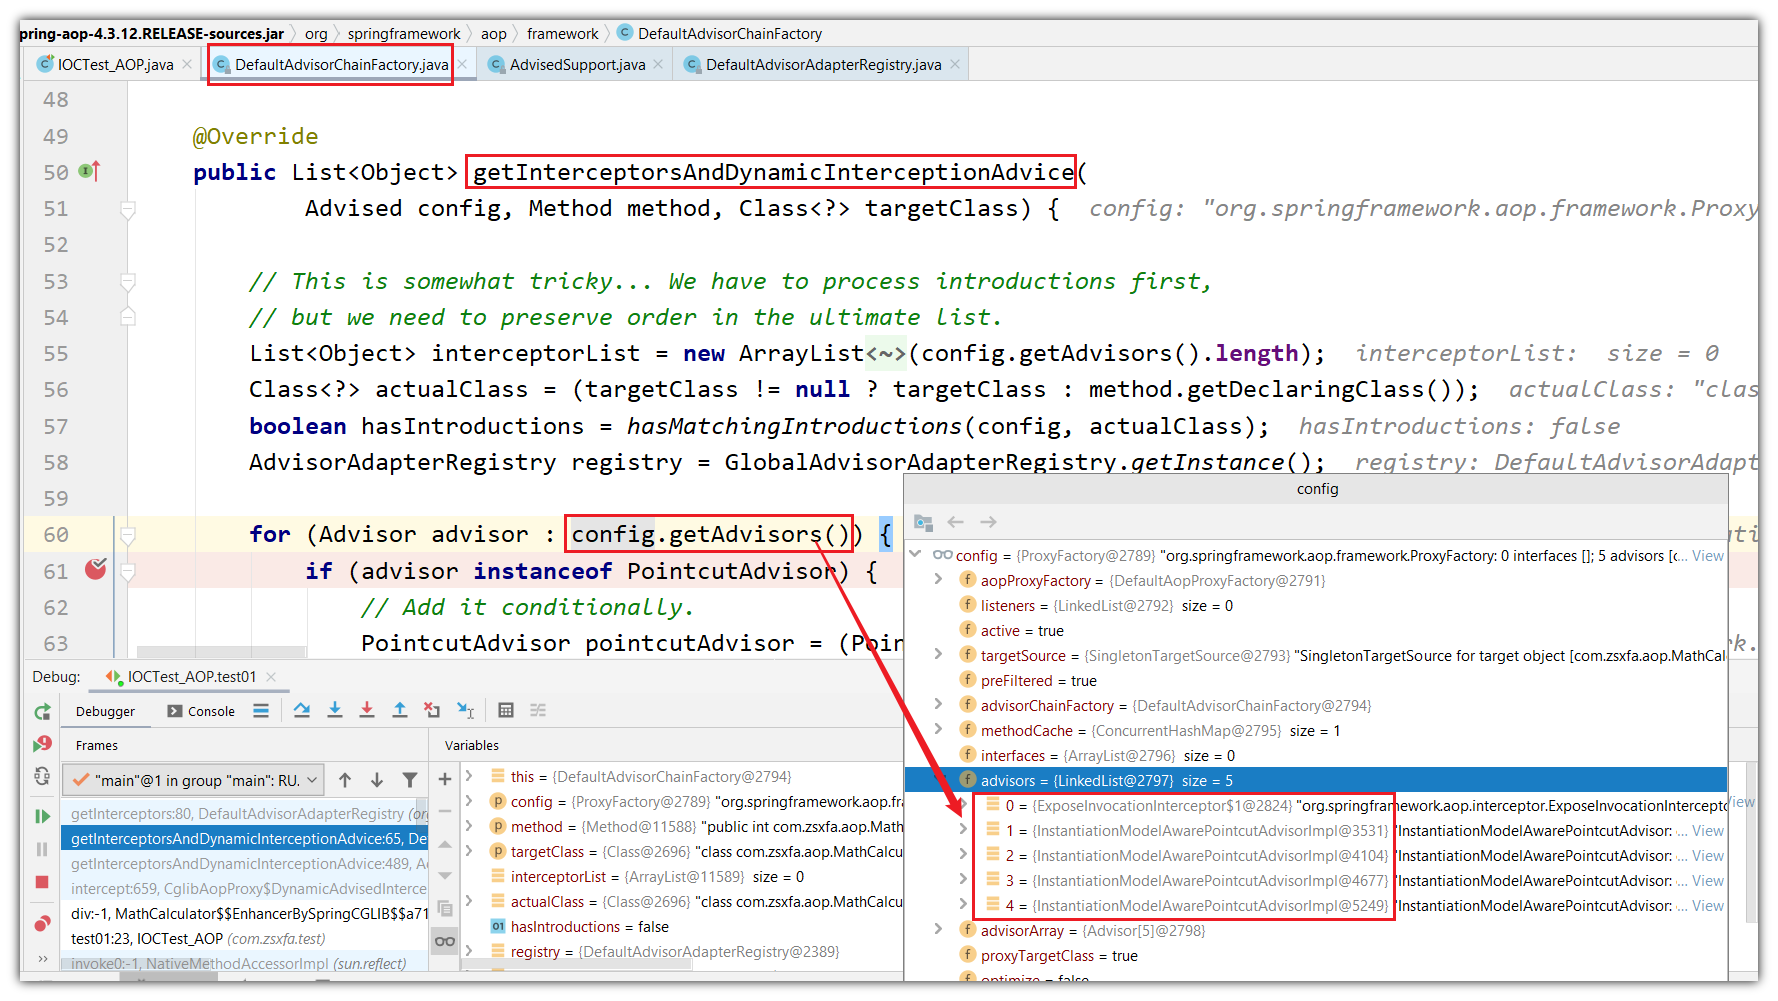 pring-aop-4.3.12.RELEASE-sources.jar org springframework aop framework DefaultAdvisorChainFactory
IOCTest_AOP.java DefaultAdvisorChainFactory.java AdvisedSupport.java DefaultAdvisorAdapterRegistry.java
48
49 @Override
50 public List<Object> getInterceptorsAndDynamicInterceptionAdvice(
51 Advised config, Method method, Class<?> targetClass) { config: "org.springframework.aop.framework.Proxy
52
53 // This is somewhat tricky... We have to process introductions first,
54 // but we need to preserve order in the ultimate list.
55 List<Object> interceptorList = new ArrayList<~>(config.getAdvisors().length); interceptorList: size = 0
56 Class<?> actualClass = (targetClass != null ? targetClass : method.getDeclaringClass()); actualClass: "clas
57 boolean hasIntroductions = hasMatchingIntroductions(config, actualClass); hasIntroductions: false
58 AdvisorAdapterRegistry registry = GlobalAdvisorAdapterRegistry.getInstance(); registry: DefaultAdvisorAdapt
59
60 for (Advisor advisor : config.getAdvisors()) {
61 if (advisor instanceof PointcutAdvisor) {
62 // Add it conditionally.
63 PointcutAdvisor pointcutAdvisor = (Poin
config
config = {ProxyFactory@2789} "org.springframework.aop.framework.ProxyFactory: 0 interfaces []; 5 advisors [c... View
aopProxyFactory = {DefaultAopProxyFactory@2791}
listeners = {LinkedList@2792} size = 0
active = true
targetSource = {SingletonTargetSource@2793} "SingletonTargetSource for target object [com.zsxfa.aop.MathCalcu
preFiltered = true
advisorChainFactory = {DefaultAdvisorChainFactory@2794}
methodCache = {ConcurrentHashMap@2795} size = 1
interfaces = {ArrayList@2796} size = 0
advisors = {LinkedList@2797} size = 5
0 = {ExposeInvocationInterceptor$1@2824} "org.springframework.aop.interceptor.ExposeInvocationIntercepto View
1 = {InstantiationModelAwarePointcutAdvisorImpl@3531} "InstantiationModelAwarePointcutAdvisor: ... View
2 = {InstantiationModelAwarePointcutAdvisorImpl@4104} "InstantiationModelAwarePointcutAdvisor: ... View
3 = {InstantiationModelAwarePointcutAdvisorImpl@4677} "InstantiationModelAwarePointcutAdvisor: ... View
4 = {InstantiationModelAwarePointcutAdvisorImpl@5249} "InstantiationModelAwarePointcutAdvisor: ... View
advisorArray = {Advisor[5]@2798}
proxyTargetClass = true
optimize = false
Debug: IOCTest_AOP.test01
Debugger Console
Frames Variables
"main"@1 in group "main": RU...
getInterceptors:80, DefaultAdvisorAdapterRegistry (or
getInterceptorsAndDynamicInterceptionAdvice:65, De
getInterceptorsAndDynamicInterceptionAdvice:489, A
intercept:659, CglibAopProxy$DynamicAdvisedInterce
div:-1, MathCalculator$$EnhancerBySpringCGLIB$$a71
test01:23, IOCTest_AOP (com.zsxfa.test)
invoke0:-1, NativeMethodAccessorImpl (sun.reflect)
this = {DefaultAdvisorChainFactory@2794}
config = {ProxyFactory@2789} "org.springframework.aop.fr
method = {Method@11588} "public int com.zsxfa.aop.Math
targetClass = {Class@2696} "class com.zsxfa.aop.MathCalcu
interceptorList = {ArrayList@11589} size = 0
actualClass = {Class@2696} "class com.zsxfa.aop.MathCalcu
hasIntroductions = false
registry = {DefaultAdvisorAdapterRegistry@2389}